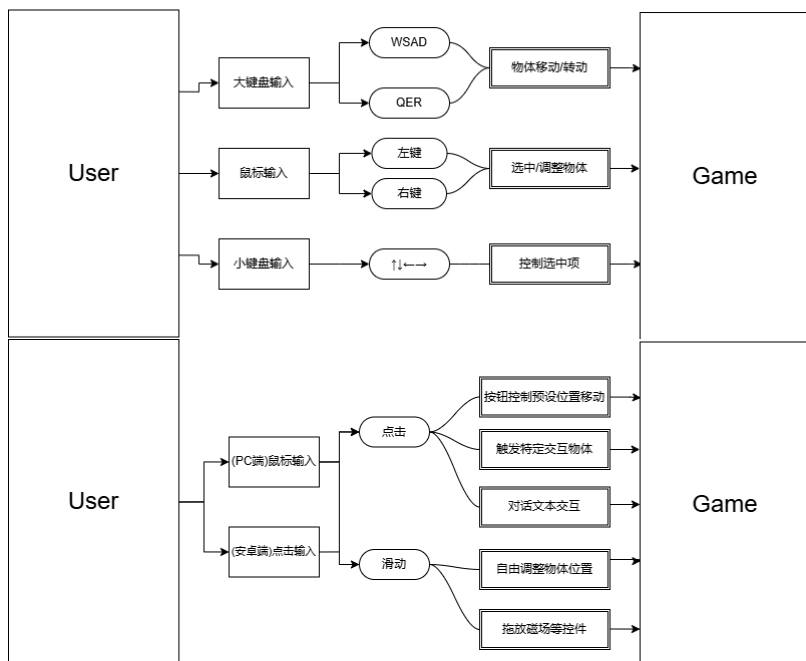 User
大键盘输入
WSAD
QER
物体移动/转动
鼠标输入
左键
右键
选中/调整物体
小键盘输入
↑↓←→
控制选中项
Game
User
(PC端)鼠标输入
(安卓端)点击输入
点击
滑动
按钮控制预设位置移动
触发特定交互物体
对话文本交互
自由调整物体位置
拖放磁场等控件
Game